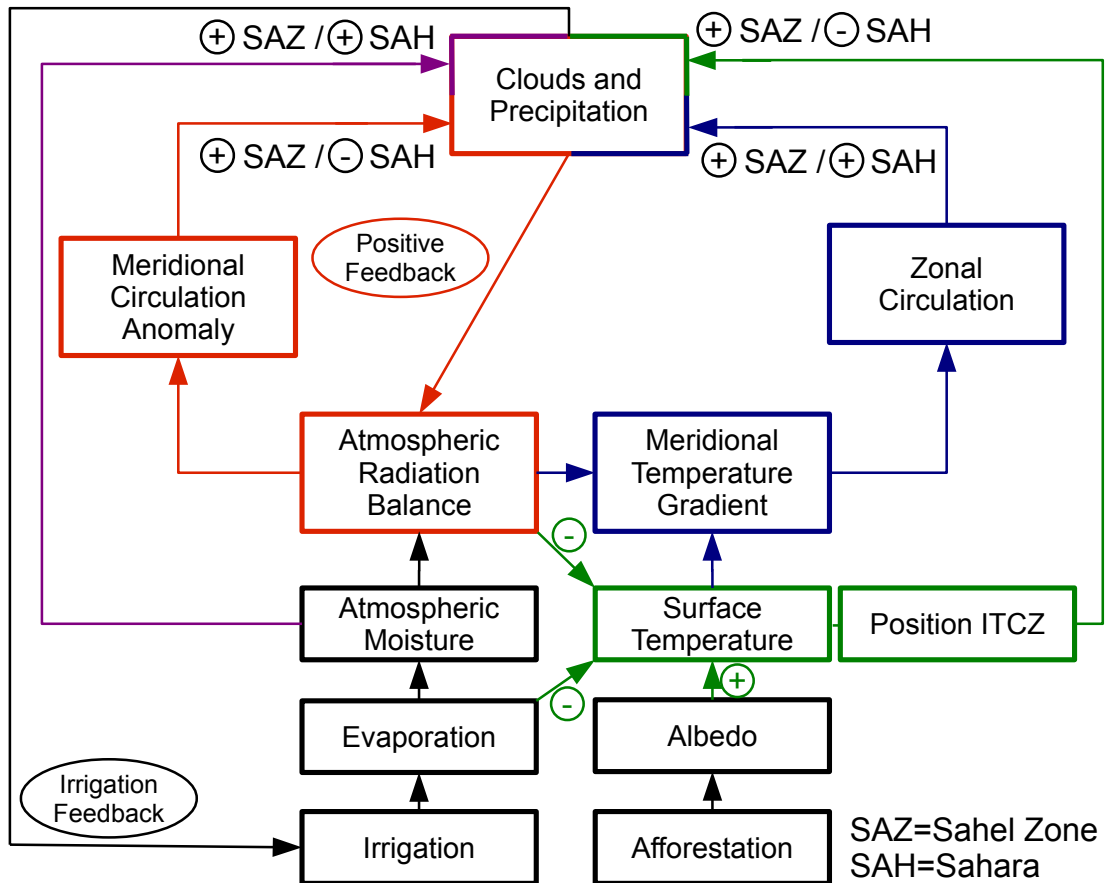 + SAZ / + SAH
+ SAZ / - SAH
Clouds and
Precipitation
+ SAZ / - SAH
+ SAZ / + SAH
Positive
Feedback
Meridional
Circulation
Anomaly
Zonal
Circulation
Atmospheric
Radiation
Balance
Meridional
Temperature
Gradient
-
Atmospheric
Moisture
Surface
Temperature
Position ITCZ
-
+
Evaporation
Albedo
Irrigation
Feedback
Irrigation
Afforestation
SAZ=Sahel Zone
SAH=Sahara